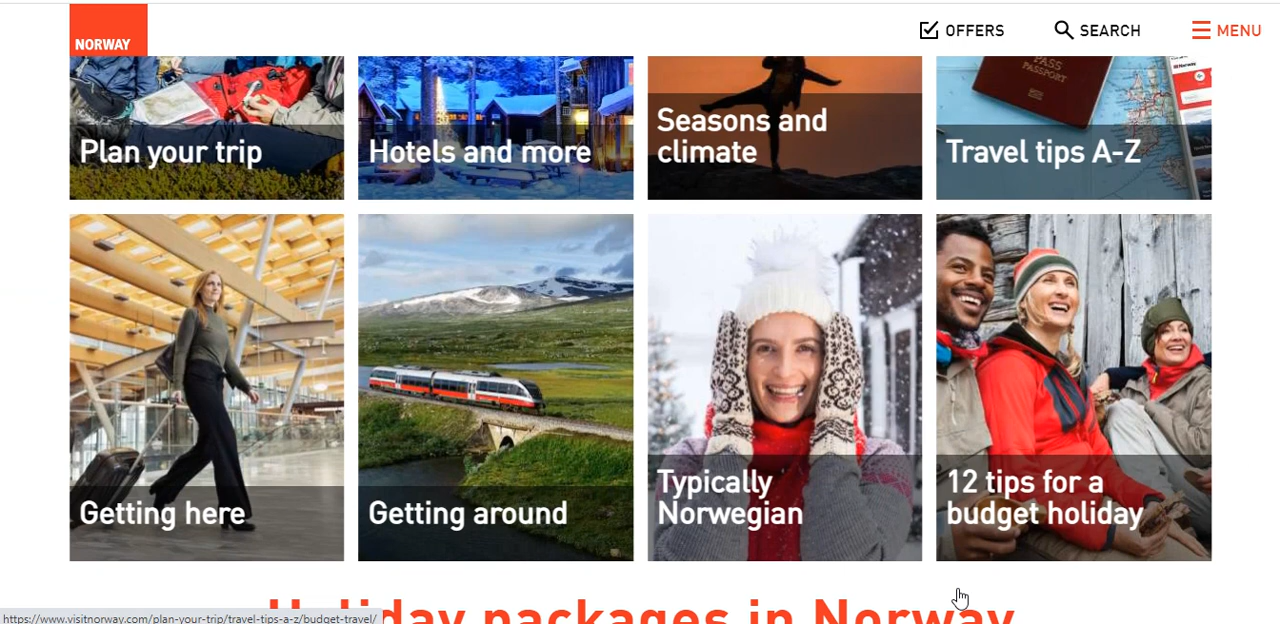 NORWAY
OFFERS
SEARCH
MENU
Plan your trip
Hotels and more
Seasons and
climate
PASS
PASSPORT
Travel tips A-Z
Getting here
Getting around
Typically
Norwegian
12 tips for a
budget holiday
Holiday packages in Norway
https://www.visitnorway.com/plan-your-trip/travel-tips-a-z/budget-travel/